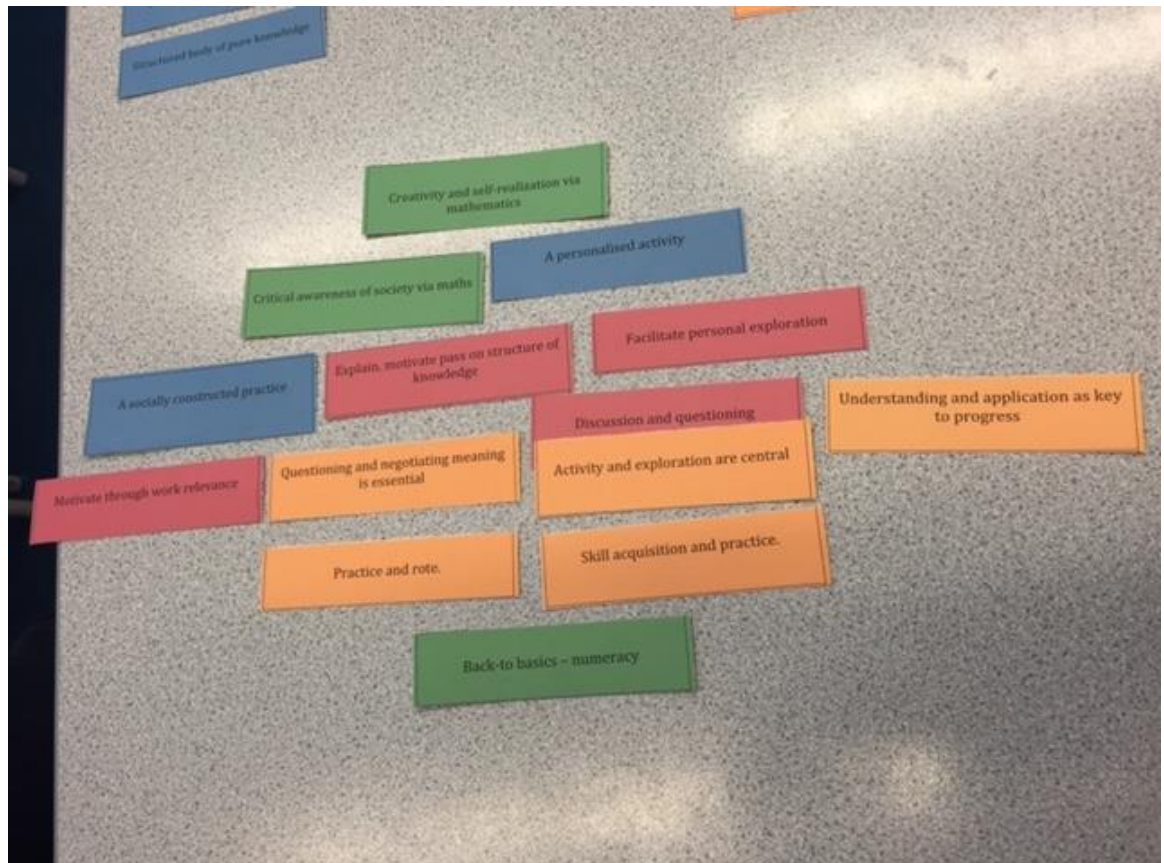 Structured body of pure knowledge
Creativity and self-realization via
mathematics
A personalised activity
Critical awareness of society via maths
Facilitate personal exploration
Explain, motivate pass on structure of
knowledge
A socially constructed practice
Discussion and questioning
Understanding and application as key
to progress
Activity and exploration are central
Questioning and negotiating meaning
is essential
Motivate through work relevance
Skill acquisition and practice.
Practice and rote.
Back-to basics – numeracy